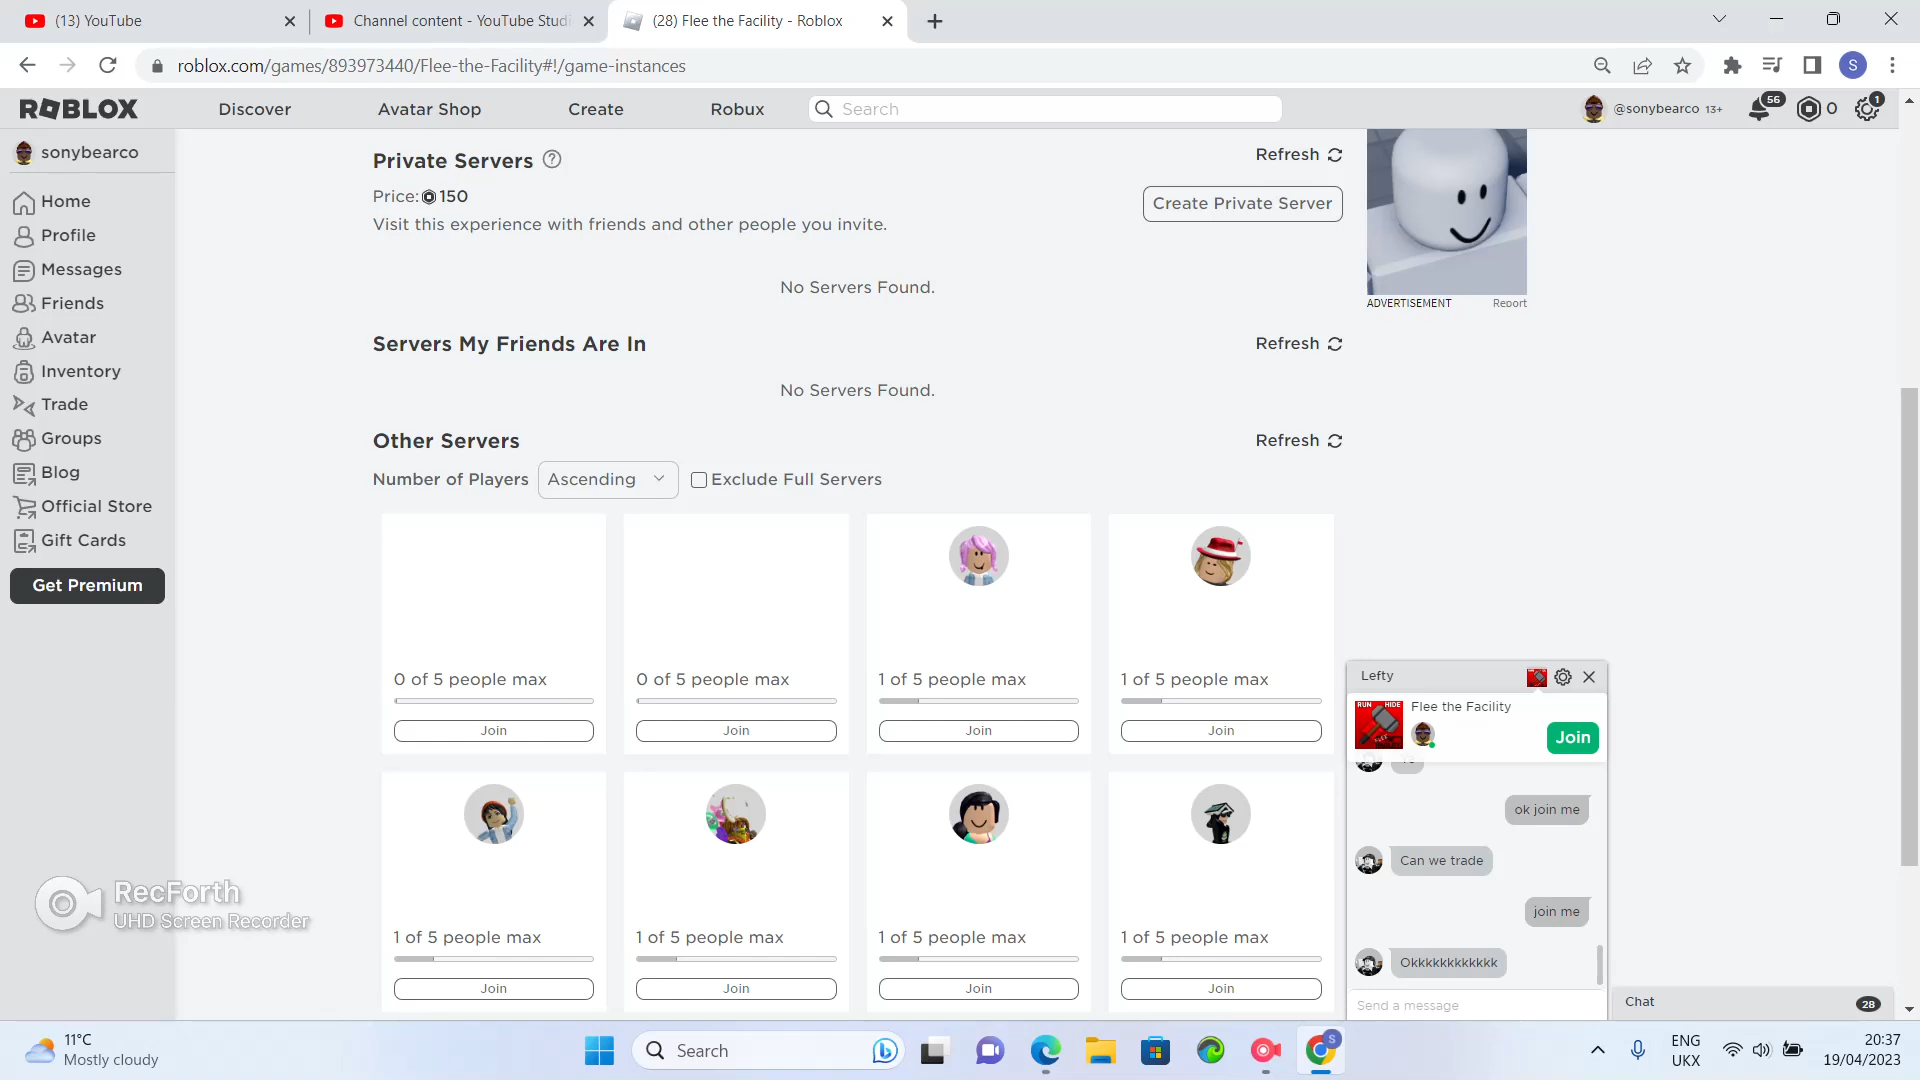 (13) YouTube
Channel content - YouTube Studi
(28) Flee the Facility - Roblox
roblox.com/games/893973440/Flee-the-Facility#!/game-instances
S
ROBLOX
Discover
Avatar Shop
Create
Robux
Search
@sonybearco 13+
56
0
1
sonybearco
Home
Profile
Messages
Friends
Avatar
Inventory
Trade
Groups
Blog
Official Store
Gift Cards
Get Premium
Private Servers
Refresh
Price: 150
Create Private Server
Visit this experience with friends and other people you invite.
No Servers Found.
ADVERTISEMENT
Report
Servers My Friends Are In
Refresh
No Servers Found.
Other Servers
Refresh
Number of Players
Ascending
Exclude Full Servers
0 of 5 people max
0 of 5 people max
1 of 5 people max
1 of 5 people max
Join
Join
Join
Join
1 of 5 people max
1 of 5 people max
1 of 5 people max
1 of 5 people max
Join
Join
Join
Join
Lefty
RUN HIDE
Flee the Facility
Join
ok join me
Can we trade
join me
Okkkkkkkkkkkk
Send a message
Chat
28
RecForth
UHD Screen Recorder
11°C
Mostly cloudy
Search
S
ENG
UKX
20:37
19/04/2023